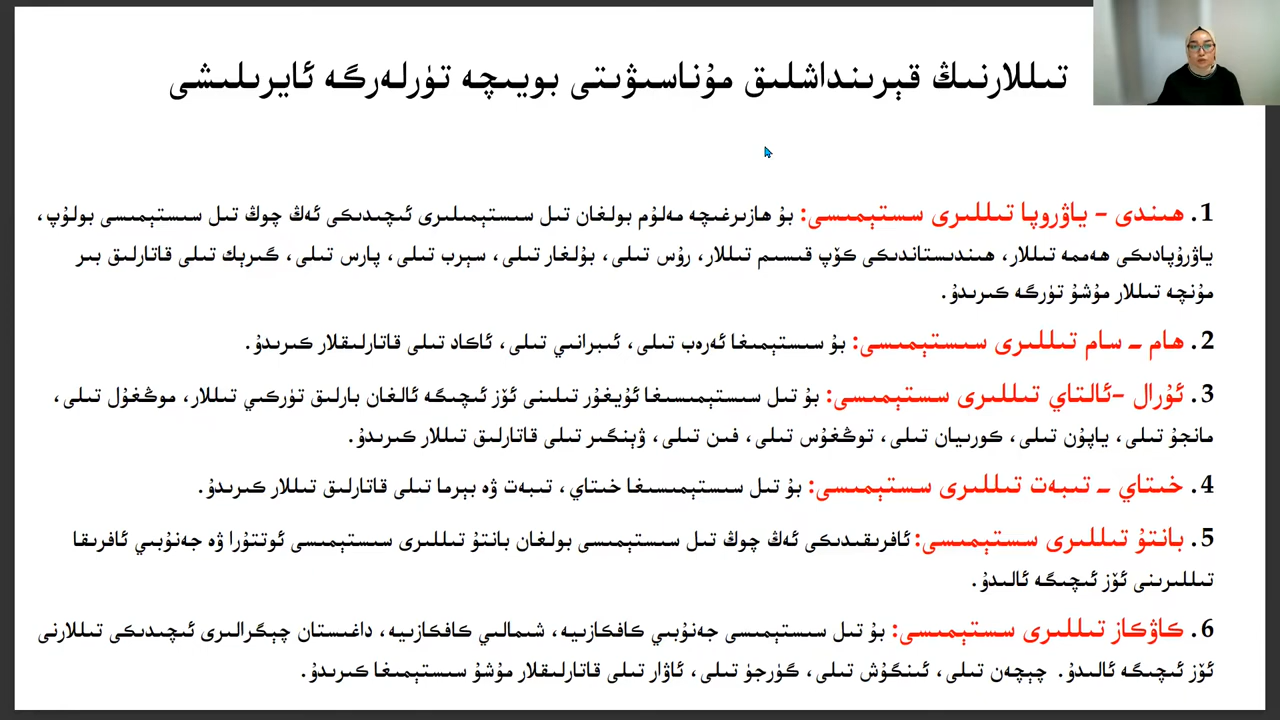 تىللارنىڭ قېرىنداشلىق مۇناسىۋىتى بويىچە تۈرلەرگە ئايرىلىشى
1. ھىندى - ياۋروپا تىللىرى سىستېمىسى: بۇ ھازىرغىچە مەلۇم بولغان تىل سىستېمىلىرى ئىچىدىكى ئەڭ چوڭ تىل سىستېمىسى بولۇپ،
ياۋرۇپادىكى ھەممە تىللار، ھىندىستاندىكى كۆپ قىسىم تىللار، رۇس تىلى، بۇلغار تىلى، سېرب تىلى، پارس تىلى، گىرېك تىلى قاتارلىق بىر
مۇنچە تىللار مۇشۇ تۈرگە كىرىدۇ.
2. ھام - سام تىللىرى سىستېمىسى: بۇ سىستېمىغا ئەرەب تىلى، ئىبرانىي تىلى، ئاكاد تىلى قاتارلىقلار كىرىدۇ.
3. ئۇرال -ئالتاي تىللىرى سىستېمىسى: بۇ تىل سىستېمىسىغا ئۇيغۇر تىلىنى ئۆز ئىچىگە ئالغان بارلىق تۈركىي تىللار، موڭغۇل تىلى،
مانجۇ تىلى، ياپۇن تىلى، كورىيان تىلى، توڭغۇس تىلى، فىن تىلى، ۋېنگىر تىلى قاتارلىق تىللار كىرىدۇ.
4. خىتاي - تىبەت تىللىرى سىستېمىسى: بۇ تىل سىستېمىسىغا خىتاي، تىبەت ۋە بېرما تىلى قاتارلىق تىللار كىرىدۇ.
5. بانتۇ تىللىرى سىستېمىسى: ئافرىقىدىكى ئەڭ چوڭ تىل سىستېمىسى بولغان بانتۇ تىللىرى سىستېمىسى ئوتتۇرا ۋە جەنۇبىي ئافرىقا
تىللىرىنى ئۆز ئىچىگە ئالىدۇ.
6. كاۋكاز تىللىرى سىستېمىسى: بۇ تىل سىستېمىسى جەنۇبىي كافكازىيە، شىمالىي كافكازىيە، داغىستان چېگرالىرى ئىچىدىكى تىللارنى
ئۆز ئىچىگە ئالىدۇ. چېچەن تىلى، ئىنگۇش تىلى، گۈرجۈ تىلى، ئاۋار تىلى قاتارلىقلار مۇشۇ سىستېمىغا كىرىدۇ.